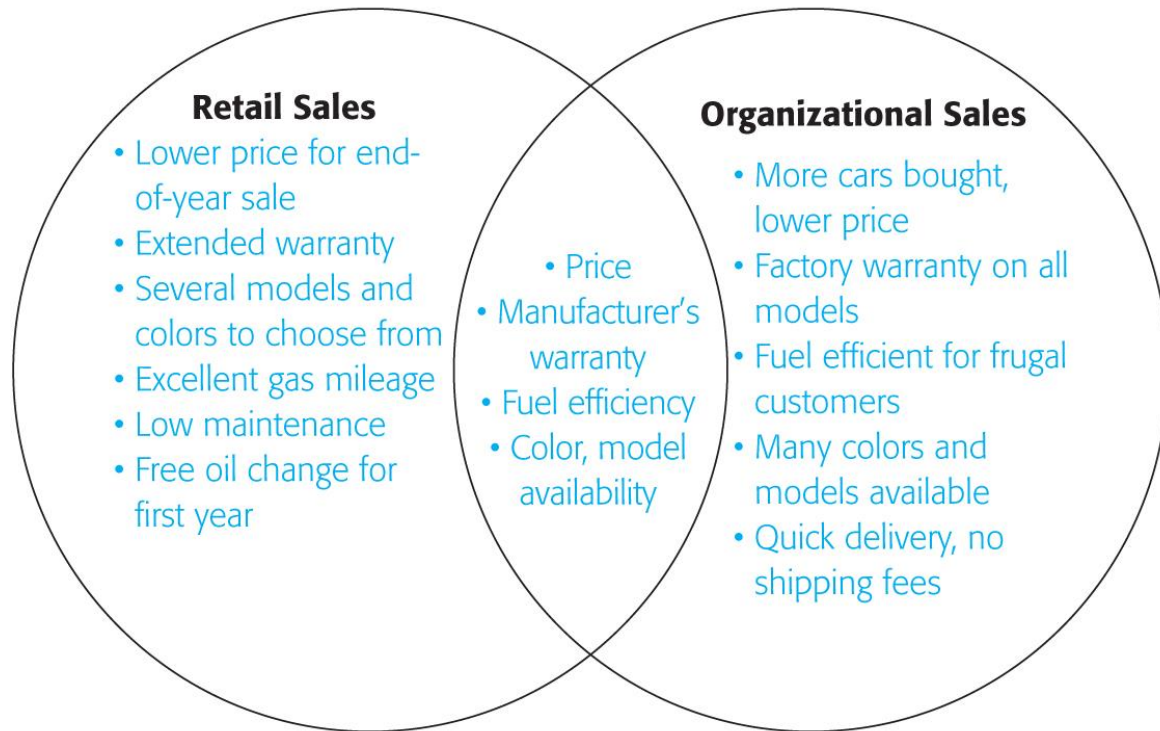 Retail Sales
• Lower price for end-
of-year sale
• Extended warranty
• Several models and
colors to choose from
• Excellent gas mileage
• Low maintenance
• Free oil change for
first year
• Price
• Manufacturer’s
warranty
• Fuel efficiency
• Color, model
availability
Organizational Sales
• More cars bought,
lower price
• Factory warranty on all
models
• Fuel efficient for frugal
customers
• Many colors and
models available
• Quick delivery, no
shipping fees